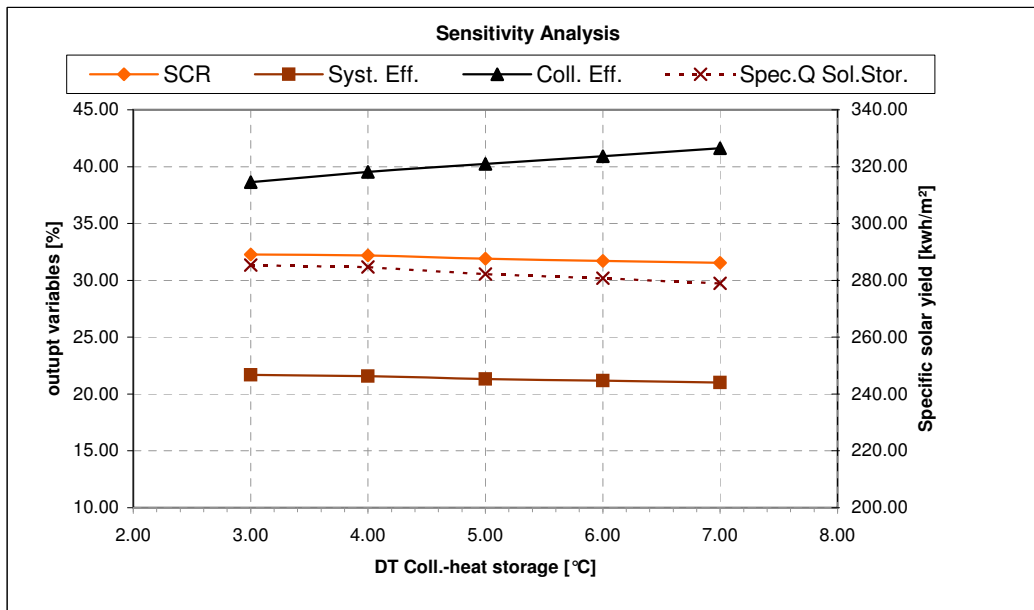 Sensitivity Analysis
SCR Syst. Eff. Coll. Eff. Spec.Q Sol.Stor.
45.00
40.00
35.00
30.00
25.00
20.00
15.00
10.00
outupt variables [%]
340.00
320.00
300.00
280.00
260.00
240.00
220.00
200.00
Specific solar yield [kwh/m²]
2.00 3.00 4.00 5.00 6.00 7.00 8.00
DT Coll.-heat storage [°C]